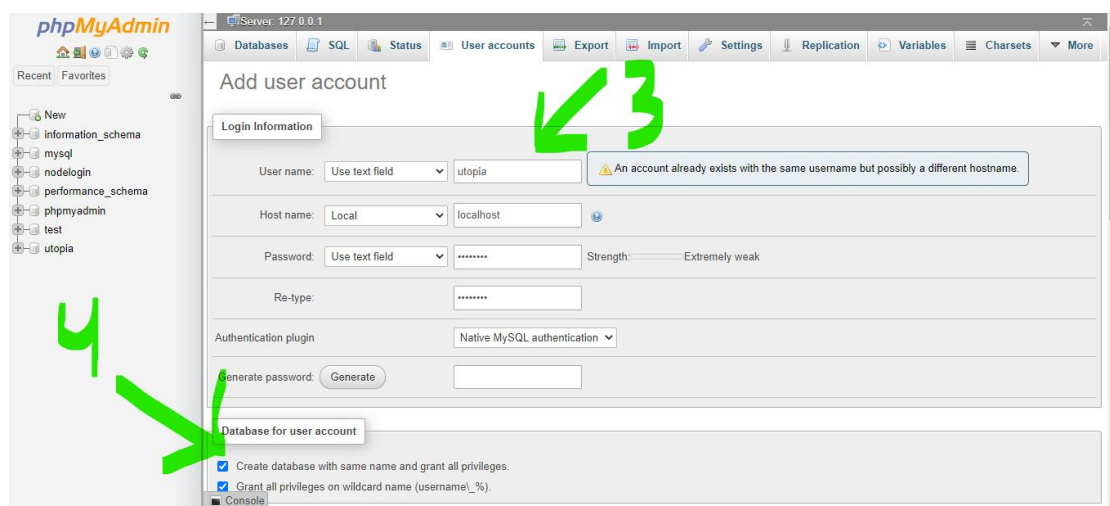 phpMyAdmin
Recent Favorites
New
information_schema
mysql
nodelogin
performance_schema
phpmyadmin
test
utopia
4
Server: 127.0.0.1
Databases SQL Status User accounts Export Import Settings Replication Variables Charsets More
Add user account
3
Login Information
User name: Use text field utopia An account already exists with the same username but possibly a different hostname.
Host name: Local localhost
Password: Use text field •••••••• Strength: Extremely weak
Re-type: ••••••••
Authentication plugin Native MySQL authentication
Generate password: Generate
Database for user account
Create database with same name and grant all privileges.
Grant all privileges on wildcard name (username\_%).
Console